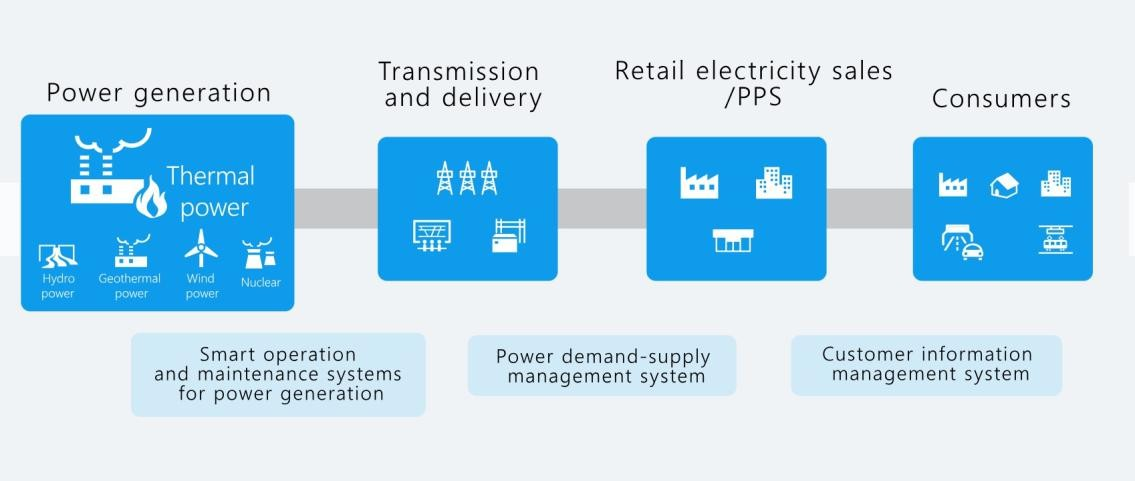 Power generation
Transmission
and delivery
Retail electricity sales
/PPS
Consumers
Thermal
power
Hydro
power
Geothermal
power
Wind
power
Nuclear
Smart operation
and maintenance systems
for power generation
Power demand-supply
management system
Customer information
management system